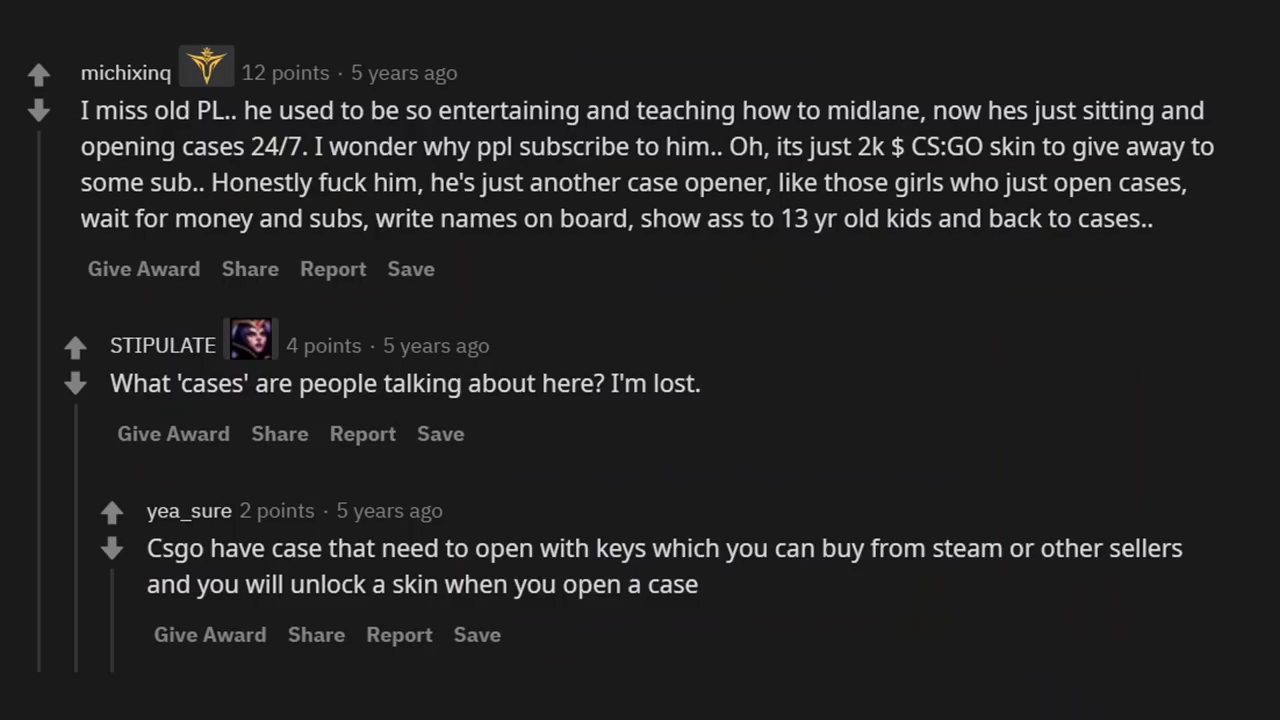 michixinq 12 points · 5 years ago
I miss old PL.. he used to be so entertaining and teaching how to midlane, now hes just sitting and
opening cases 24/7. I wonder why ppl subscribe to him.. Oh, its just 2k $ CS:GO skin to give away to
some sub.. Honestly fuck him, he's just another case opener, like those girls who just open cases,
wait for money and subs, write names on board, show ass to 13 yr old kids and back to cases..
Give Award Share Report Save
STIPULATE 4 points · 5 years ago
What 'cases' are people talking about here? I'm lost.
Give Award Share Report Save
yea_sure 2 points · 5 years ago
Csgo have case that need to open with keys which you can buy from steam or other sellers
and you will unlock a skin when you open a case
Give Award Share Report Save